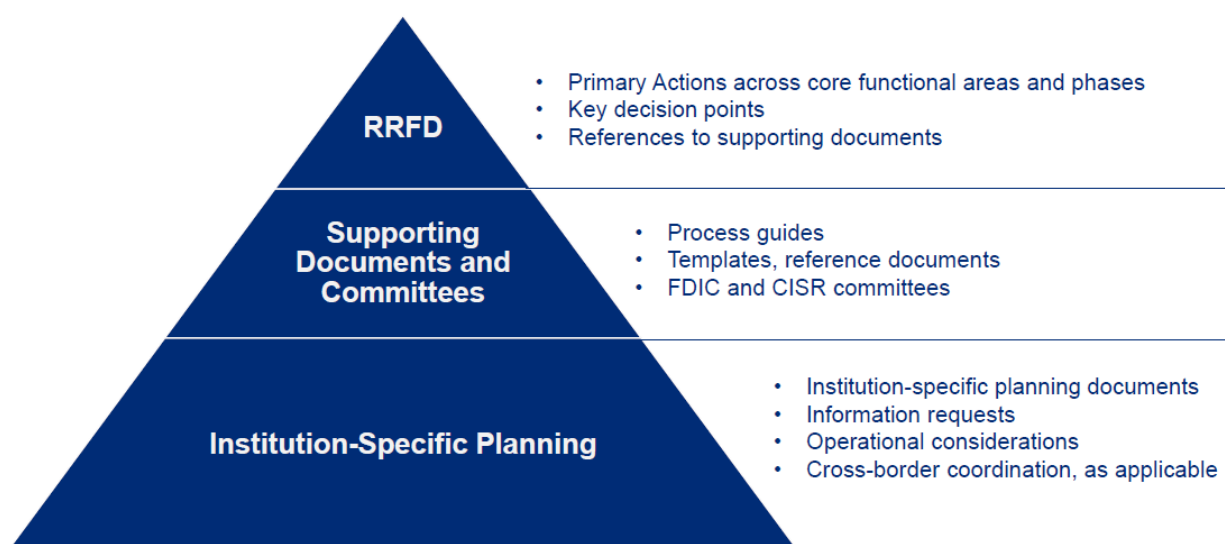 RRFD
• Primary Actions across core functional areas and phases
• Key decision points
• References to supporting documents
Supporting
Documents and
Committees
• Process guides
• Templates, reference documents
• FDIC and CISR committees
Institution-Specific Planning
• Institution-specific planning documents
• Information requests
• Operational considerations
• Cross-border coordination, as applicable